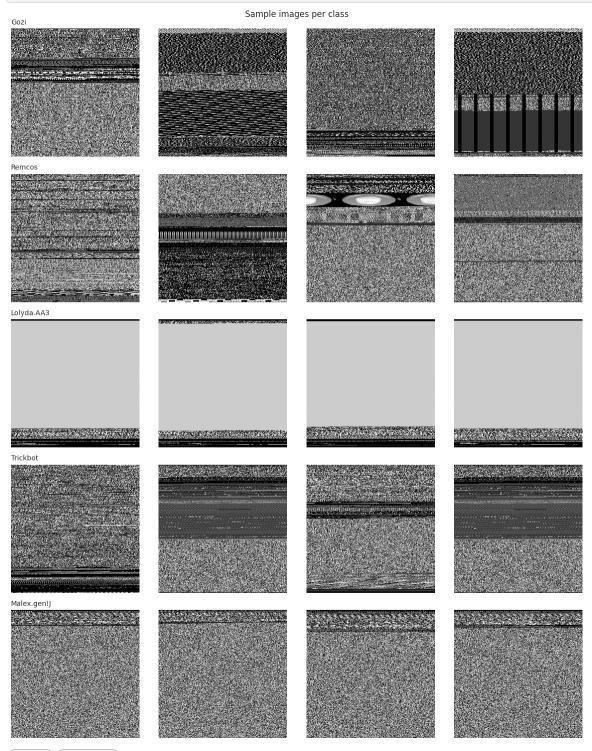 Sample images per class
Gozi
Remcos
Lolyda.AA3
Trickbot
Malex.gen!J